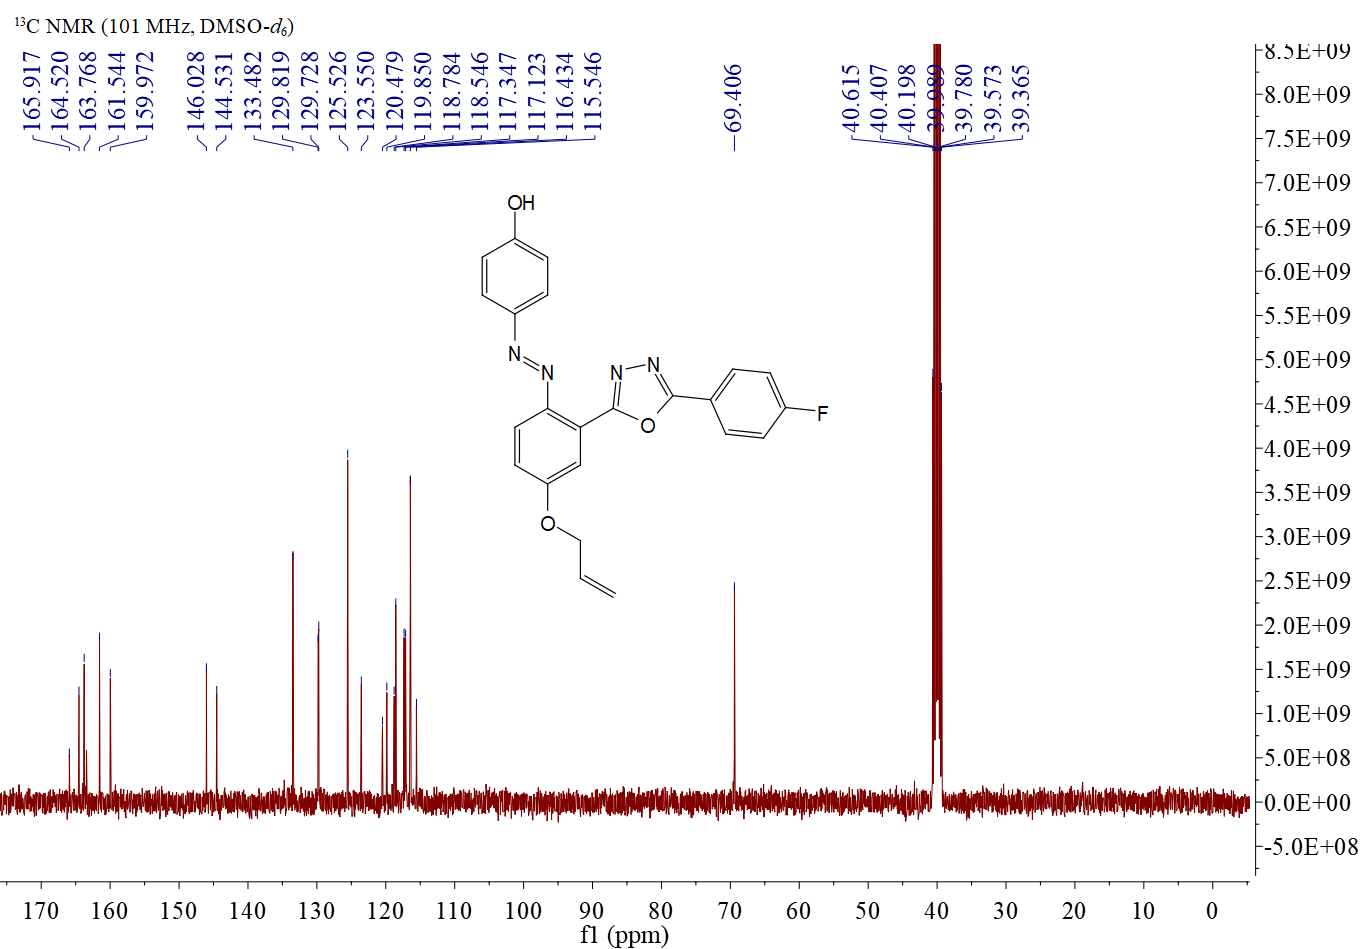 ¹³C NMR (101 MHz, DMSO-d₆)
165.917
164.520
163.768
161.544
159.972
146.028
144.531
133.482
129.819
129.728
125.526
123.550
120.479
119.850
118.784
118.546
117.347
117.123
116.434
115.546
69.406
40.615
40.407
40.198
39.989
39.780
39.573
39.365
8.5E+09
8.0E+09
7.5E+09
7.0E+09
6.5E+09
6.0E+09
5.5E+09
5.0E+09
4.5E+09
4.0E+09
3.5E+09
3.0E+09
2.5E+09
2.0E+09
1.5E+09
1.0E+09
5.0E+08
0.0E+00
-5.0E+08
OH
N
N
N
N
O
F
O
170 160 150 140 130 120 110 100 90 80 70 60 50 40 30 20 10 0
f1 (ppm)